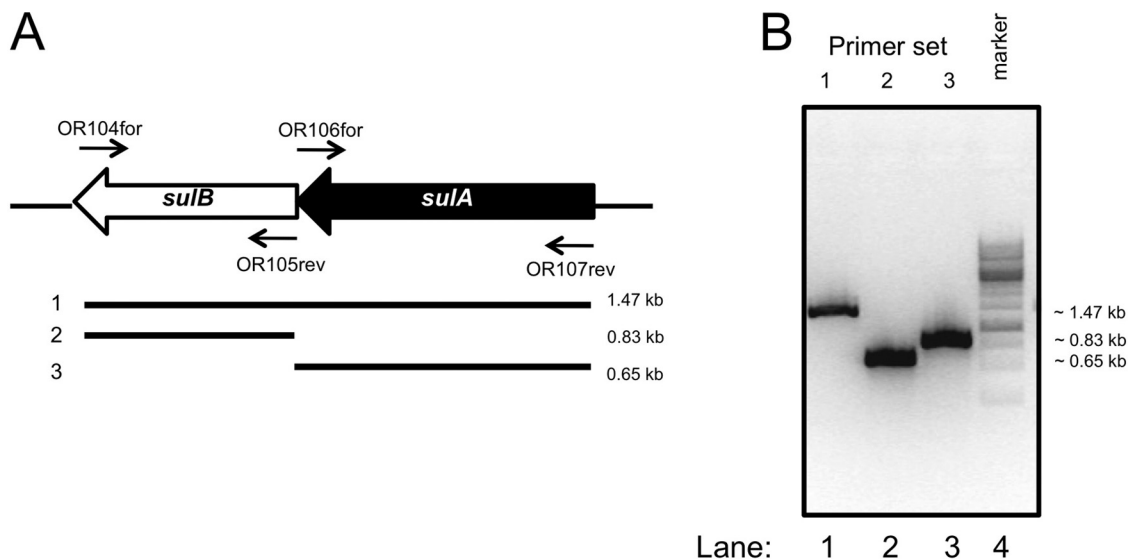 A
OR104for
OR106for
sulB
sulA
OR105rev
OR107rev
1
1.47 kb
2
0.83 kb
3
0.65 kb
B
Primer set
marker
1 2 3
~ 1.47 kb
~ 0.83 kb
~ 0.65 kb
Lane: 1 2 3 4